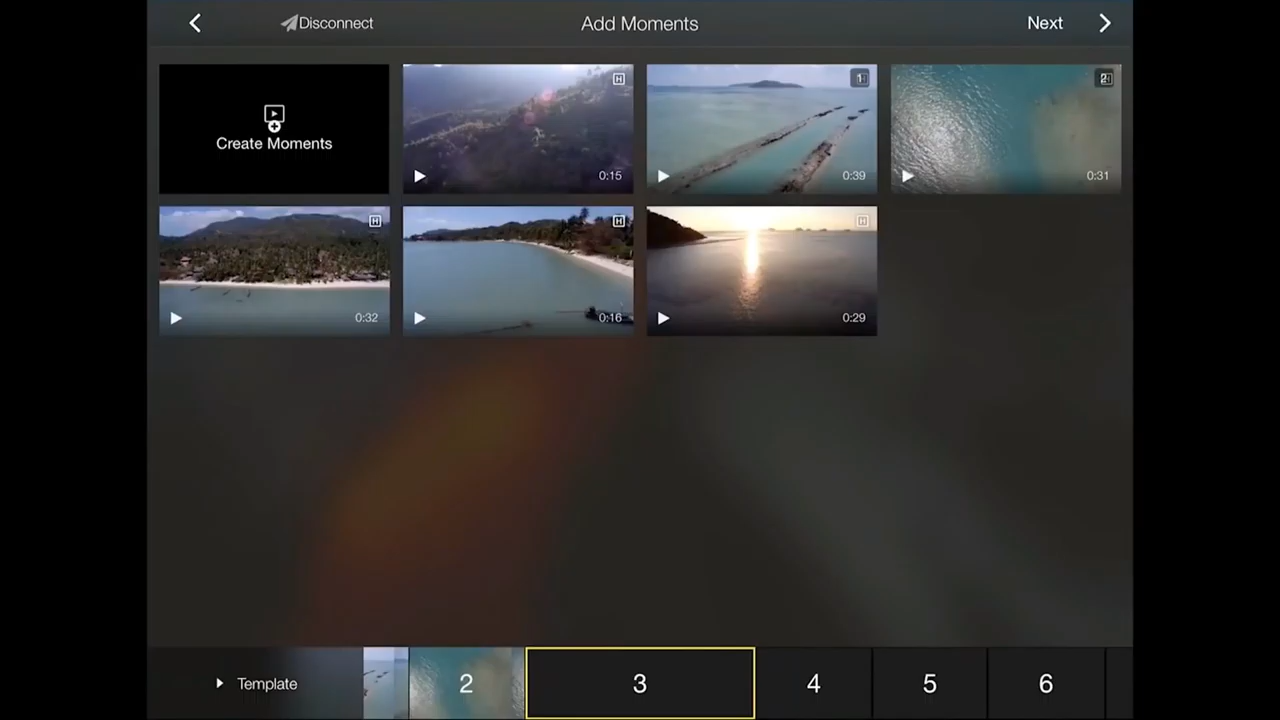 Disconnect
Add Moments
Next
Create Moments
H
0:15
1
0:39
2
0:31
H
0:32
H
0:16
H
0:29
Template
2
3
4
5
6